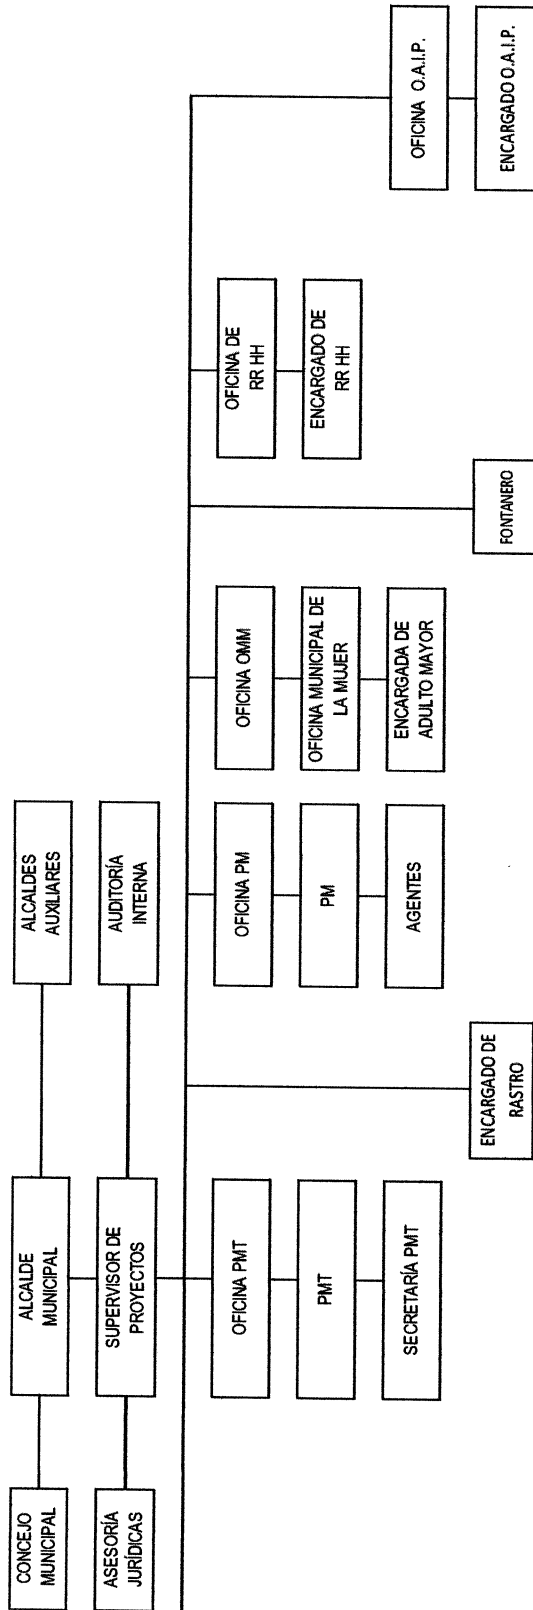 CONCEJO
MUNICIPAL
ALCALDE
MUNICIPAL
ALCALDES
AUXILIARES
ASESORÍA
JURÍDICAS
SUPERVISOR DE
PROYECTOS
AUDITORÍA
INTERNA
OFICINA PMT
PMT
SECRETARÍA PMT
ENCARGADO DE
RASTRO
OFICINA PM
PM
AGENTES
OFICINA OMM
OFICINA MUNICIPAL DE
LA MUJER
ENCARGADA DE
ADULTO MAYOR
FONTANERO
OFICINA DE
RR HH
ENCARGADO DE
RR HH
OFICINA O.A.I.P.
ENCARGADO O.A.I.P.